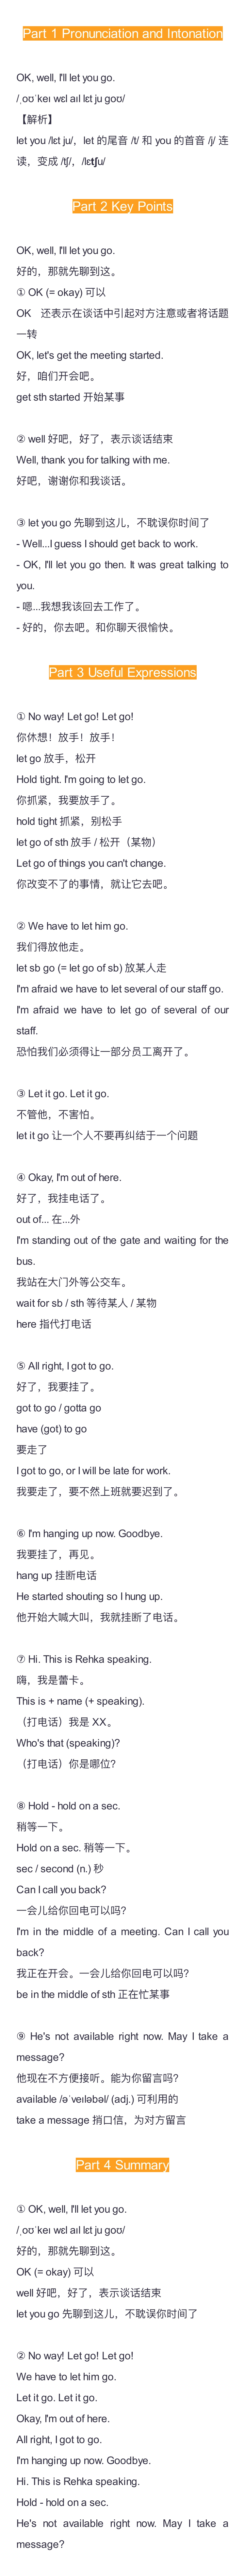 Part 1 Pronunciation and Intonation
OK, well, I'll let you go.
/ˌoʊˈkeɪ wɛl aɪl lɛt ju ɡoʊ/
【解析】
let you /lɛt ju/，let 的尾音 /t/ 和 you 的首音 /j/ 连
读，变成 /tʃ/，/lɛtʃu/
Part 2 Key Points
OK, well, I'll let you go.
好的，那就先聊到这。
① OK (= okay) 可以
OK 还表示在谈话中引起对方注意或者将话题
一转
OK, let's get the meeting started.
好，咱们开会吧。
get sth started 开始某事
② well 好吧，好了，表示谈话结束
Well, thank you for talking with me.
好吧，谢谢你和我谈话。
③ let you go 先聊到这儿，不耽误你时间了
- Well...I guess I should get back to work.
- OK, I'll let you go then. It was great talking to
you.
- 嗯...我想我该回去工作了。
- 好的，你去吧。和你聊天很愉快。
Part 3 Useful Expressions
① No way! Let go! Let go!
你休想！放手！放手！
let go 放手，松开
Hold tight. I'm going to let go.
你抓紧，我要放手了。
hold tight 抓紧，别松手
let go of sth 放手 / 松开（某物）
Let go of things you can't change.
你改变不了的事情，就让它去吧。
② We have to let him go.
我们得放他走。
let sb go (= let go of sb) 放某人走
I'm afraid we have to let several of our staff go.
I'm afraid we have to let go of several of our
staff.
恐怕我们必须得让一部分员工离开了。
③ Let it go. Let it go.
不管他，不害怕。
let it go 让一个人不要再纠结于一个问题
④ Okay, I'm out of here.
好了，我挂电话了。
out of... 在...外
I'm standing out of the gate and waiting for the
bus.
我站在大门外等公交车。
wait for sb / sth 等待某人 / 某物
here 指代打电话
⑤ All right, I got to go.
好了，我要挂了。
got to go / gotta go
have (got) to go
要走了
I got to go, or I will be late for work.
我要走了，要不然上班就要迟到了。
⑥ I'm hanging up now. Goodbye.
我要挂了，再见。
hang up 挂断电话
He started shouting so I hung up.
他开始大喊大叫，我就挂断了电话。
⑦ Hi. This is Rehka speaking.
嗨，我是蕾卡。
This is + name (+ speaking).
（打电话）我是 XX。
Who's that (speaking)?
（打电话）你是哪位?
⑧ Hold - hold on a sec.
稍等一下。
Hold on a sec. 稍等一下。
sec / second (n.) 秒
Can I call you back?
一会儿给你回电可以吗?
I'm in the middle of a meeting. Can I call you
back?
我正在开会。一会儿给你回电可以吗?
be in the middle of sth 正在忙某事
⑨ He's not available right now. May I take a
message?
他现在不方便接听。能为你留言吗?
available /əˈveɪləbəl/ (adj.) 可利用的
take a message 捎口信，为对方留言
Part 4 Summary
① OK, well, I'll let you go.
/ˌoʊˈkeɪ wɛl aɪl lɛt ju ɡoʊ/
好的，那就先聊到这。
OK (= okay) 可以
well 好吧，好了，表示谈话结束
let you go 先聊到这儿，不耽误你时间了
② No way! Let go! Let go!
We have to let him go.
Let it go. Let it go.
Okay, I'm out of here.
All right, I got to go.
I'm hanging up now. Goodbye.
Hi. This is Rehka speaking.
Hold - hold on a sec.
He's not available right now. May I take a
message?